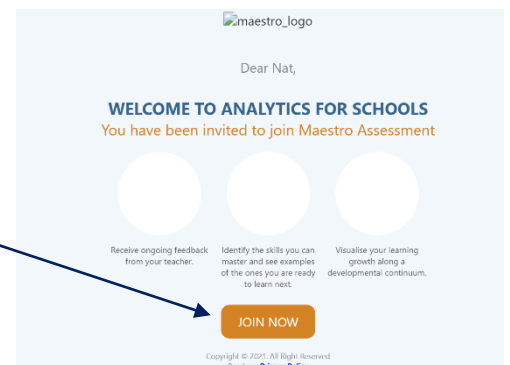 maestro_logo
Dear Nat,
WELCOME TO ANALYTICS FOR SCHOOLS
You have been invited to join Maestro Assessment
Receive ongoing feedback
from your teacher.
Identify the skills you can
master and see examples
of the ones you are ready
to learn next.
Visualise your learning
growth along a
developmental continuum.
JOIN NOW
Copyright © 2021. All Right Reserved
Privacy Policy